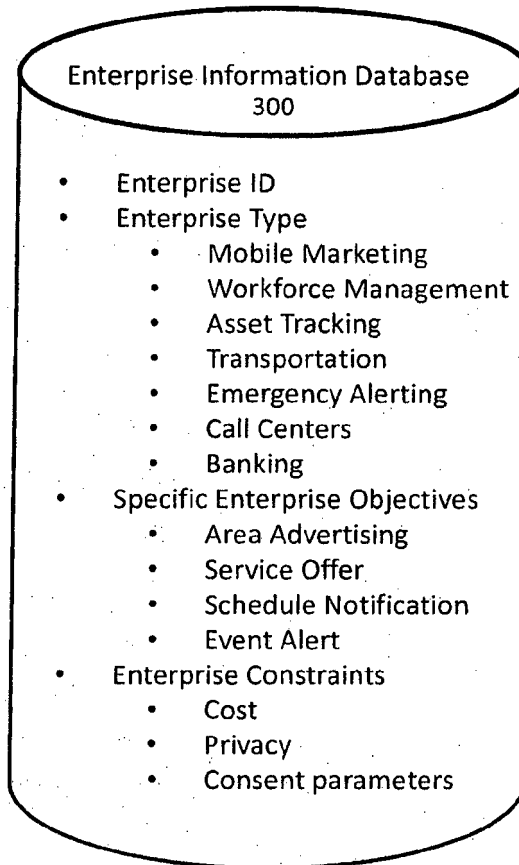 Enterprise Information Database
300
• Enterprise ID
• Enterprise Type
• Mobile Marketing
• Workforce Management
• Asset Tracking
• Transportation
• Emergency Alerting
• Call Centers
• Banking
• Specific Enterprise Objectives
• Area Advertising
• Service Offer
• Schedule Notification
• Event Alert
• Enterprise Constraints
• Cost
• Privacy
• Consent parameters